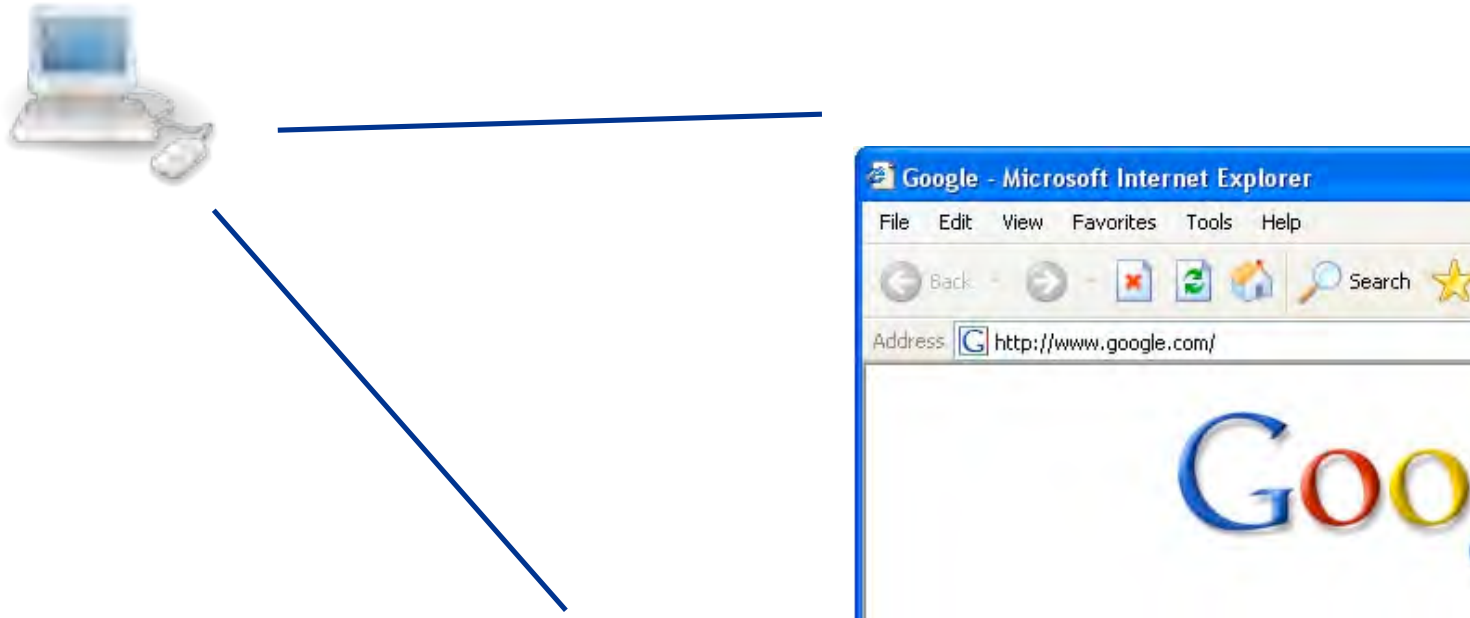 Google - Microsoft Internet Explorer
File Edit View Favorites Tools Help
Back Search
Address http://www.google.com/
Goo